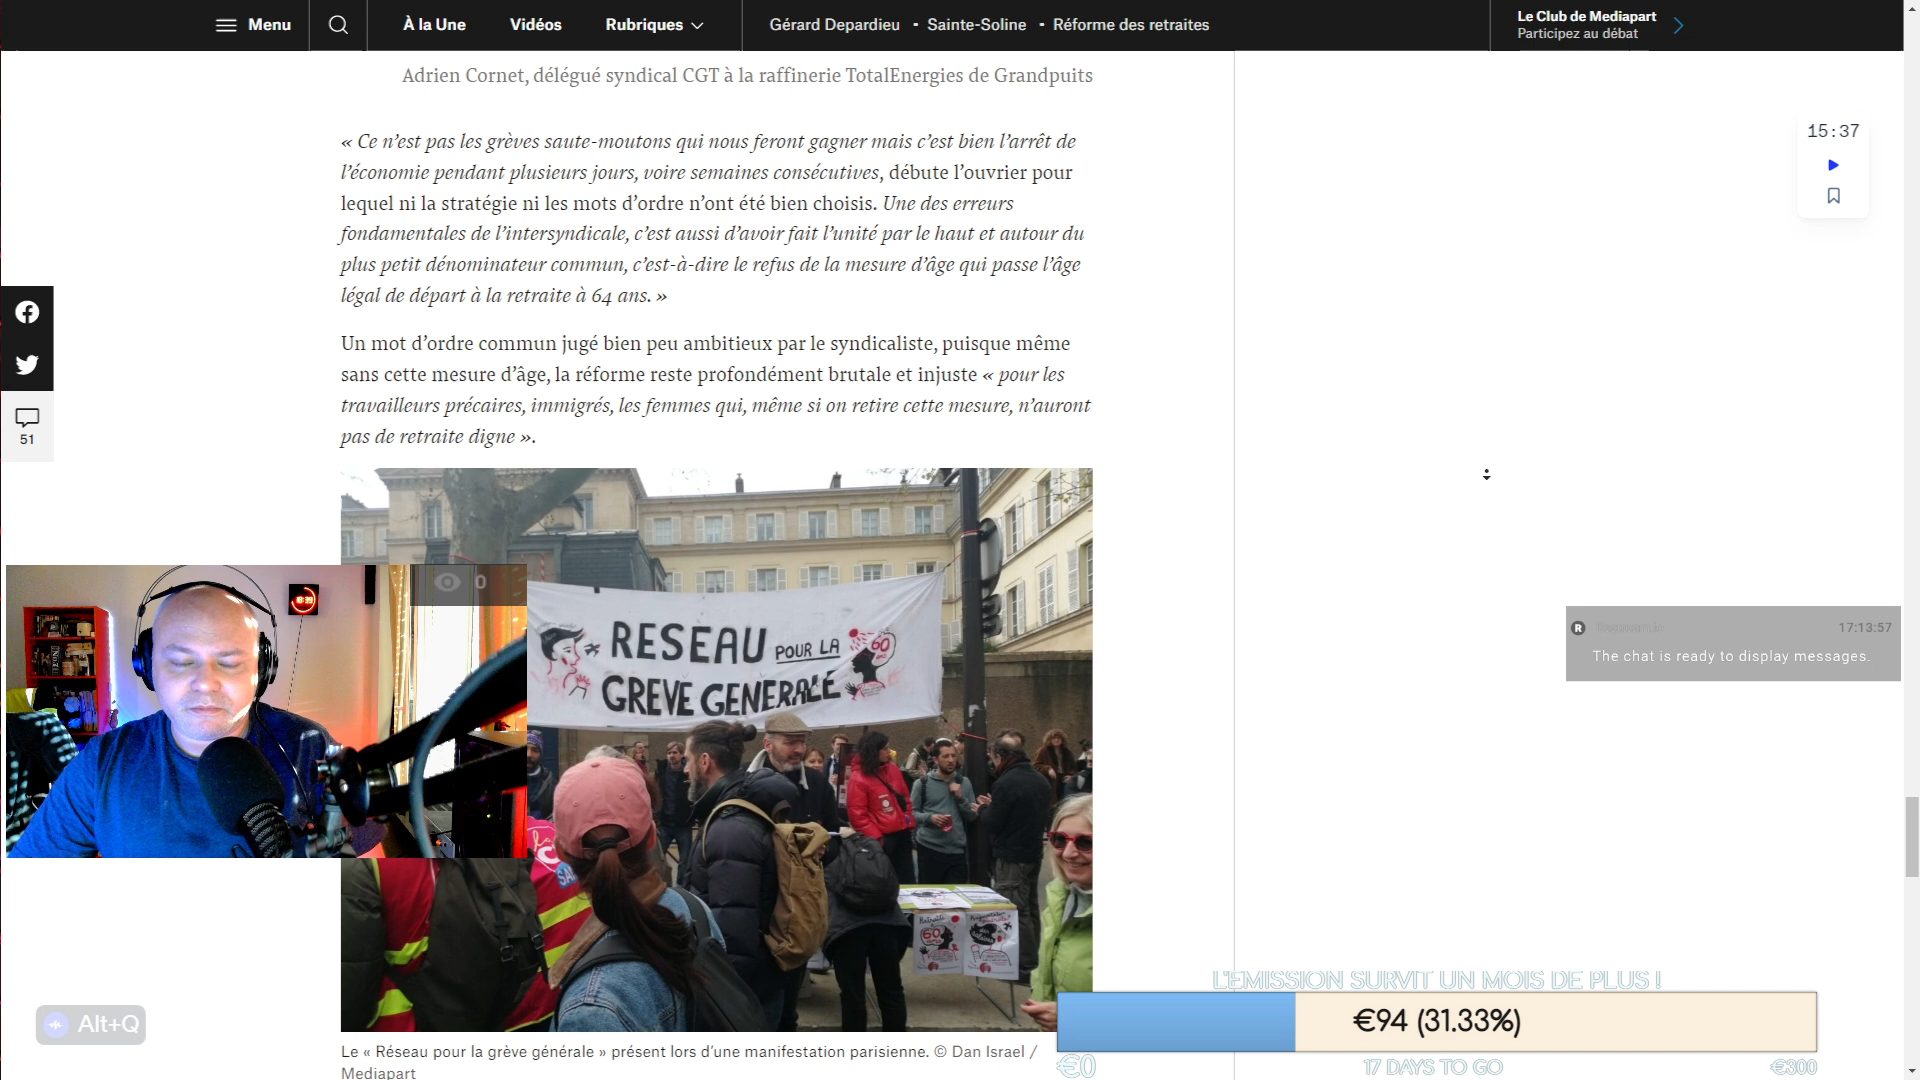 Menu
À la Une
Vidéos
Rubriques
Gérard Depardieu - Sainte-Soline - Réforme des retraites
Le Club de Mediapart
Participez au débat
Adrien Cornet, délégué syndical CGT à la raffinerie TotalEnergies de Grandpuits
15:37
« Ce n’est pas les grèves saute-moutons qui nous feront gagner mais c’est bien l’arrêt de
l’économie pendant plusieurs jours, voire semaines consécutives, débute l’ouvrier pour
lequel ni la stratégie ni les mots d’ordre n’ont été bien choisis. Une des erreurs
fondamentales de l’intersyndicale, c’est aussi d’avoir fait l’unité par le haut et autour du
plus petit dénominateur commun, c’est-à-dire le refus de la mesure d’âge qui passe l’âge
légal de départ à la retraite à 64 ans. »
Un mot d’ordre commun jugé bien peu ambitieux par le syndicaliste, puisque même
sans cette mesure d’âge, la réforme reste profondément brutale et injuste « pour les
travailleurs précaires, immigrés, les femmes qui, même si on retire cette mesure, n’auront
pas de retraite digne ».
51
0
RESEAU POUR LA
GREVE GENERALE
60
60
17:13:57
The chat is ready to display messages.
Alt+Q
L'EMISSION SURVIT UN MOIS DE PLUS !
€94 (31.33%)
€0
17 DAYS TO GO
€300
Le « Réseau pour la grève générale » présent lors d’une manifestation parisienne. © Dan Israel /
Mediapart